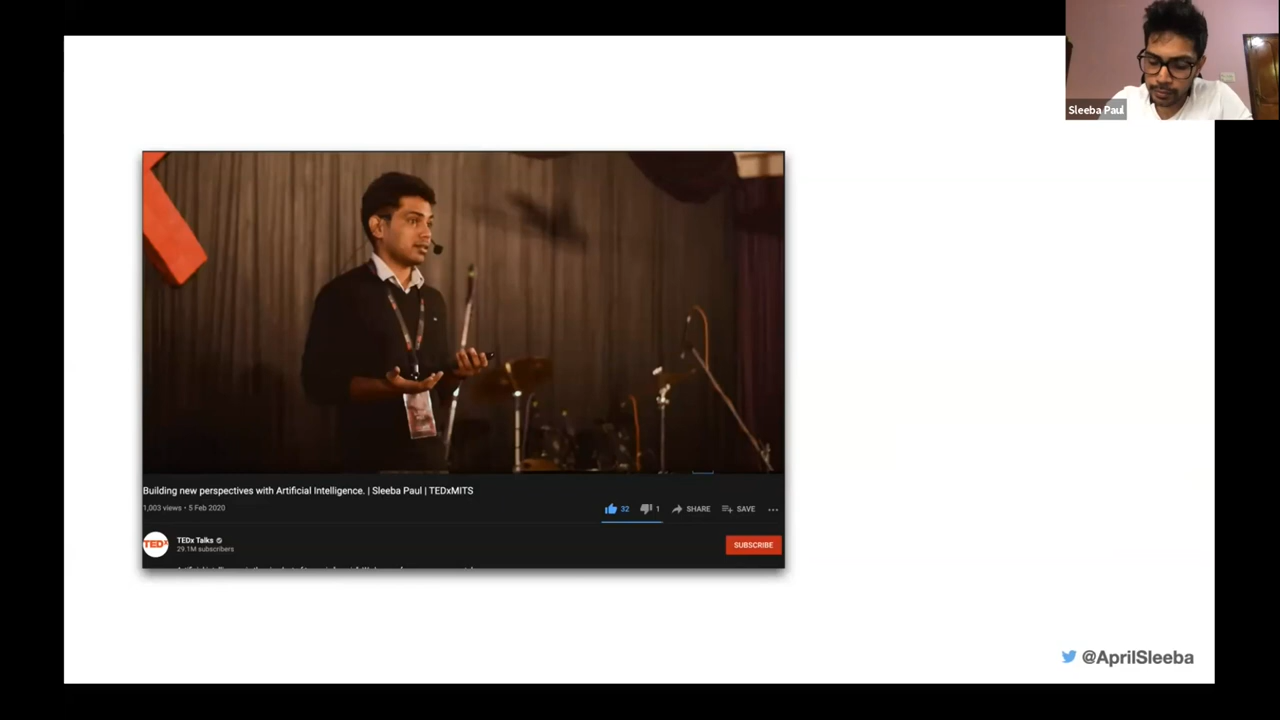 Sleeba Paul
Building new perspectives with Artificial Intelligence. | Sleeba Paul | TEDxMITS
1,003 views • 5 Feb 2020
32 1 SHARE SAVE ...
TEDx TEDx Talks
29.1M subscribers
SUBSCRIBE
@AprilSleeba